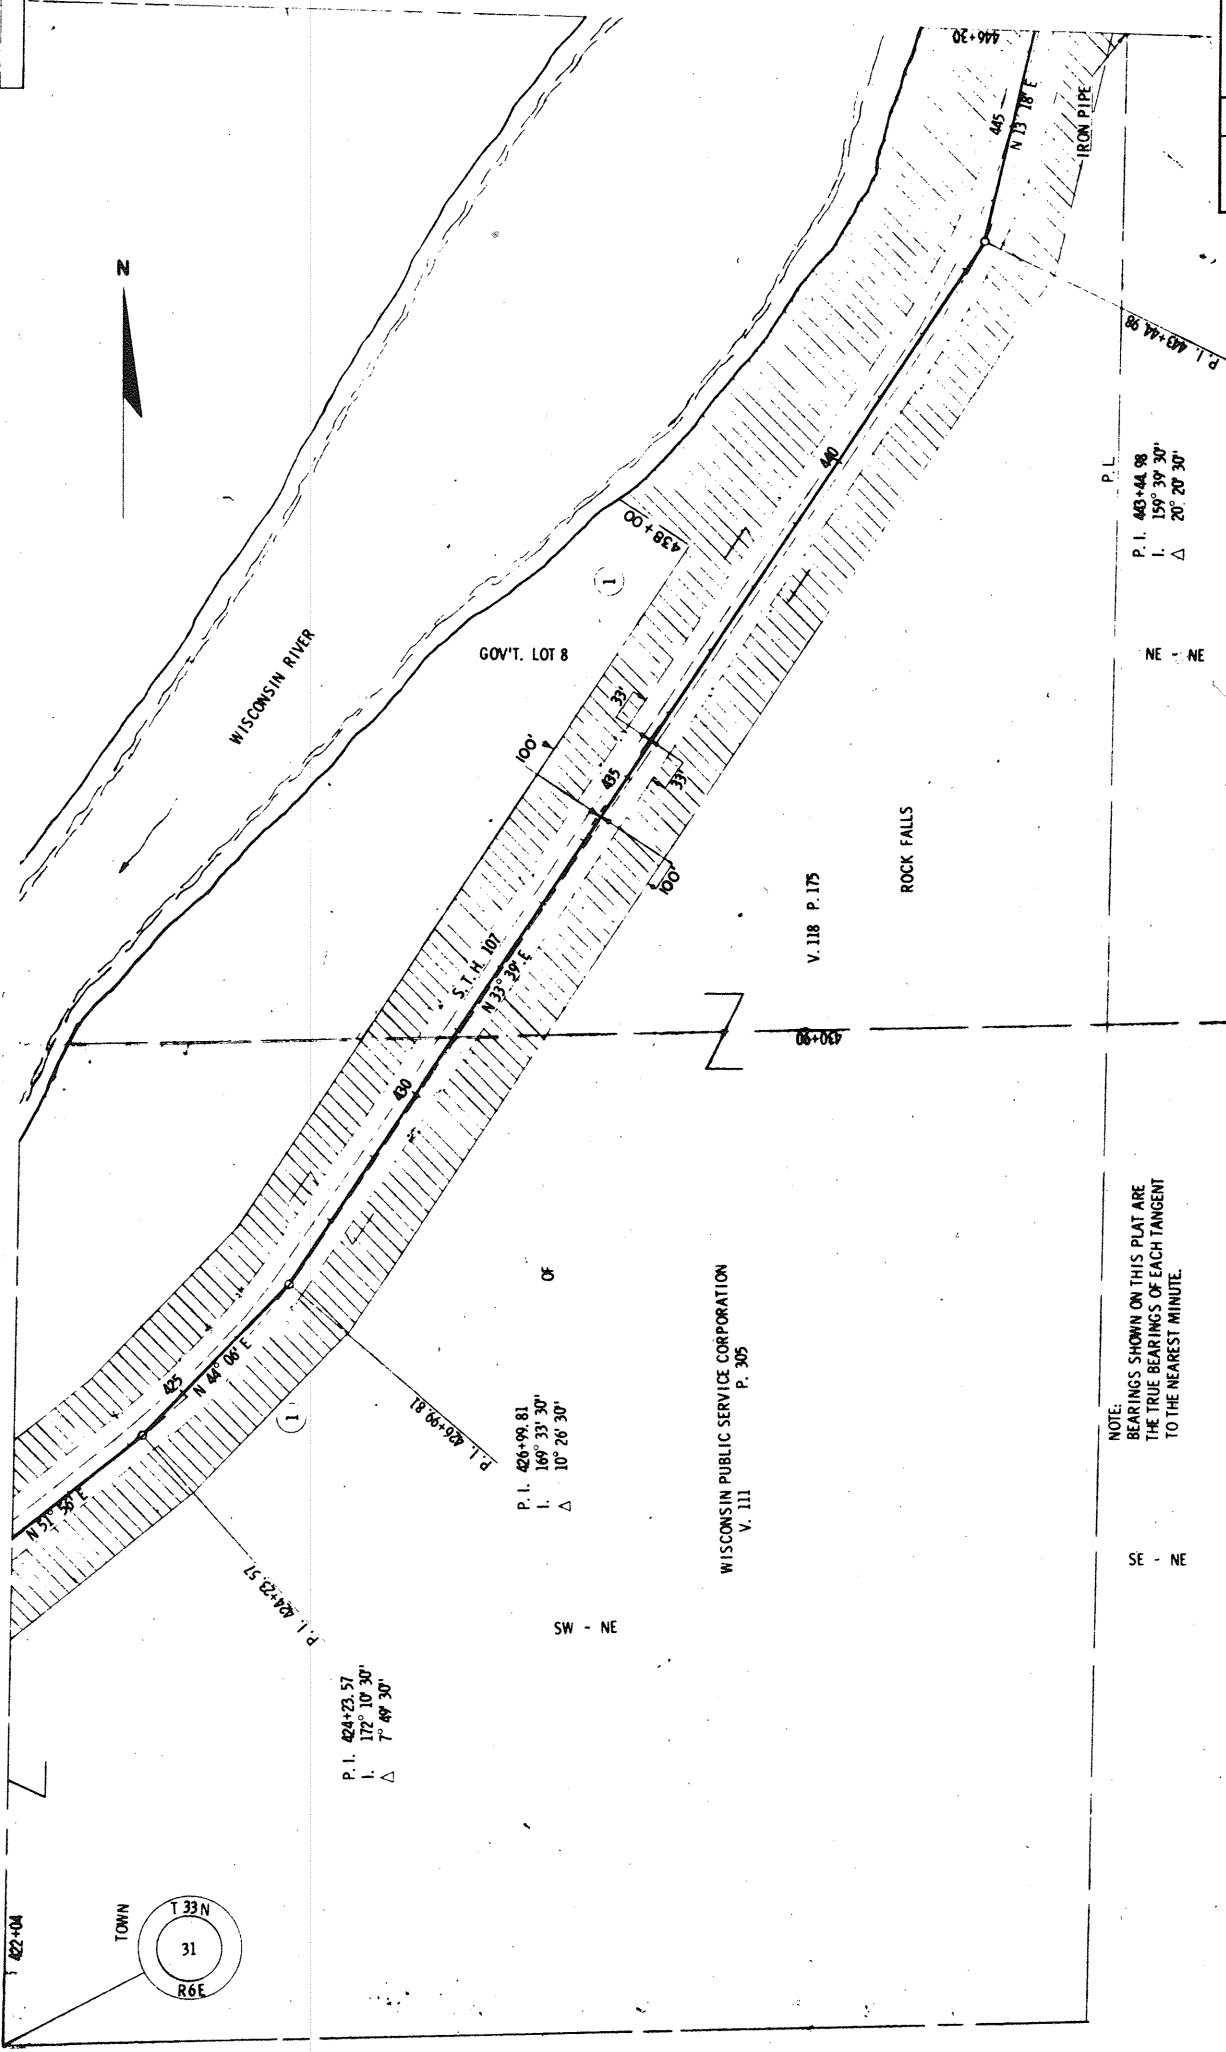 N
446+30
445
N 13° 18' E
IRON PIPE
P. I. 443+44.98
P. L
P. I. 443+44.98
I. 159° 39' 30"
△ 20° 20' 30"
NE - NE
440
438+00
1
GOV'T. LOT 8
WISCONSIN RIVER
33'
100'
435
33'
100'
V. 118 P. 175
ROCK FALLS
S. T. H. 107
N 33° 39' E
430+90
430
OF
425
N 44° 06' E
1
P. I. 426+99.81
P. I. 426+99.81
I. 169° 33' 30"
△ 10° 26' 30"
WISCONSIN PUBLIC SERVICE CORPORATION
V. 111 P. 305
NOTE:
BEARINGS SHOWN ON THIS PLAT ARE
THE TRUE BEARINGS OF EACH TANGENT
TO THE NEAREST MINUTE.
N 51° 56' E
P. I. 424+23.57
SE - NE
SW - NE
P. I. 424+23.57
I. 172° 10' 30"
△ 7° 49' 30"
422+04
TOWN
T 33 N
31
R6E